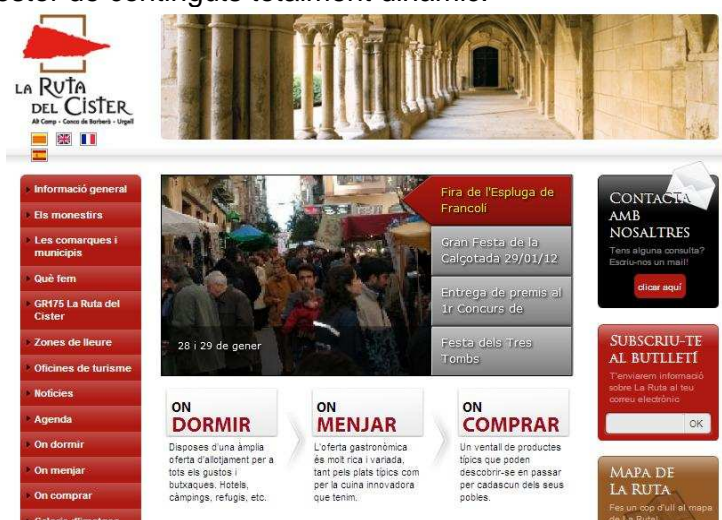 LA RUTA
DEL CISTER
Alt Camp - Conca de Barberà - Urgell
Informació general
Els monestirs
Les comarques i
municipis
Què fem
GR175 La Ruta del
Cister
Zones de lleure
Oficines de turisme
Notícies
Agenda
On dormir
On menjar
On comprar
Fira de l'Espluga de
Francolí
Gran Festa de la
Calçotada 29/01/12
Entrega de premis al
1r Concurs de
Festa dels Tres
Tombs
28 i 29 de gener
ON
DORMIR
Disposes d'una àmplia
oferta d'allotjament per a
tots els gustos i
butxaques. Hotels,
càmpings, refugis, etc.
ON
MENJAR
L'oferta gastronòmica
és molt rica i variada,
tant pels plats típics com
per la cuina innovadora
que tenim.
ON
COMPRAR
Un ventall de productes
típics que poden
descobrir-se en passar
per cadascun dels seus
pobles.
CONTACTA
AMB
NOSALTRES
Tens alguna consulta?
Escriu-nos un mail!
clicar aquí
SUBSCRIU-TE
AL BUTLLETÍ
T'enviarem informació
sobre La Ruta al teu
correu electrònic
OK
MAPA DE
LA RUTA
Fes un cop d'ull al mapa